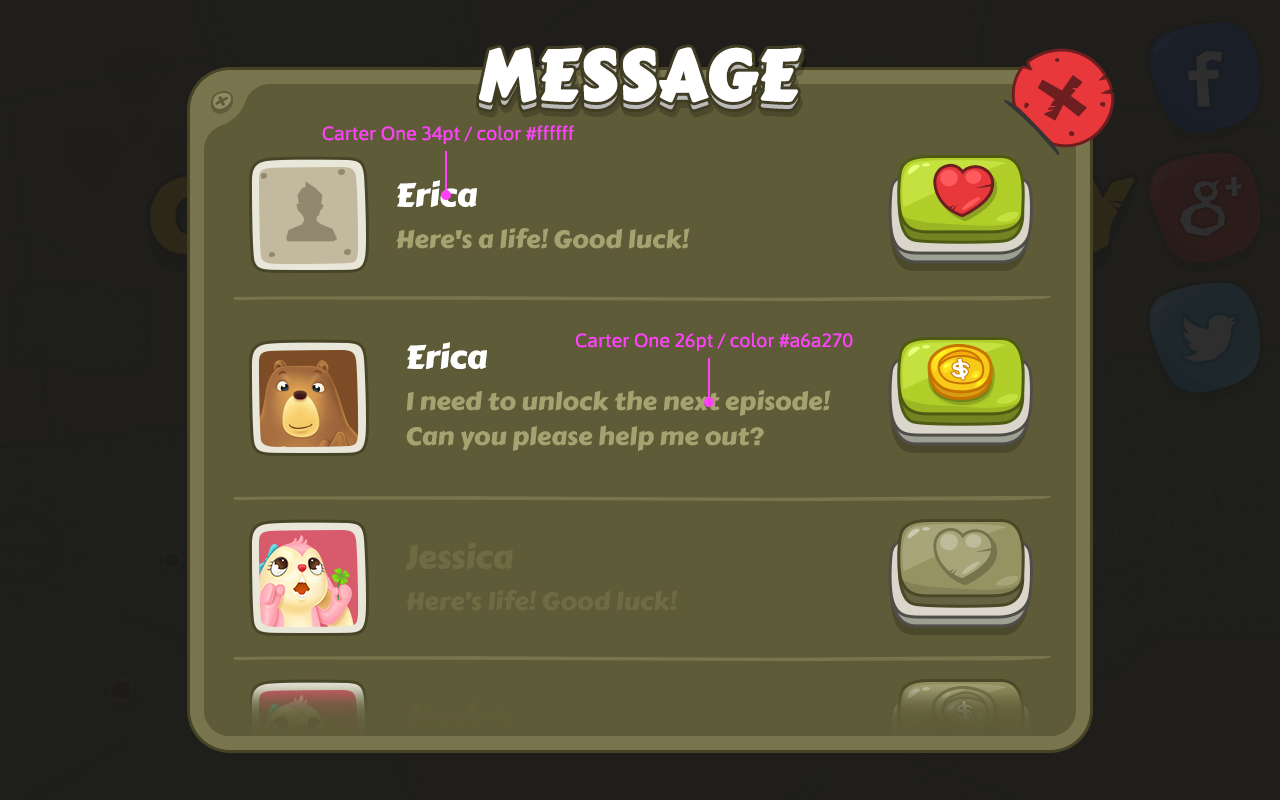 MESSAGE
Carter One 34pt / color #ffffff
Erica
Here's a life! Good luck!
Carter One 26pt / color #a6a270
Erica
I need to unlock the next episode!
Can you please help me out?
Jessica
Here's life! Good luck!
Jessica